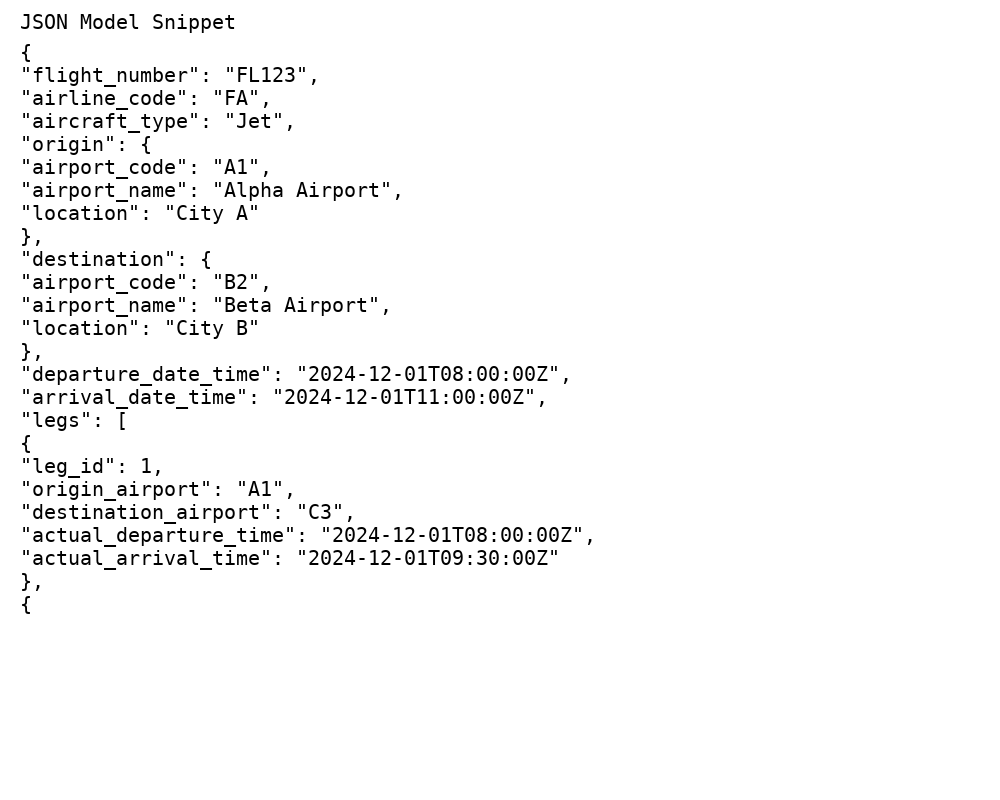 JSON Model Snippet
{
"flight_number": "FL123",
"airline_code": "FA",
"aircraft_type": "Jet",
"origin": {
"airport_code": "A1",
"airport_name": "Alpha Airport",
"location": "City A"
},
"destination": {
"airport_code": "B2",
"airport_name": "Beta Airport",
"location": "City B"
},
"departure_date_time": "2024-12-01T08:00:00Z",
"arrival_date_time": "2024-12-01T11:00:00Z",
"legs": [
{
"leg_id": 1,
"origin_airport": "A1",
"destination_airport": "C3",
"actual_departure_time": "2024-12-01T08:00:00Z",
"actual_arrival_time": "2024-12-01T09:30:00Z"
},
{